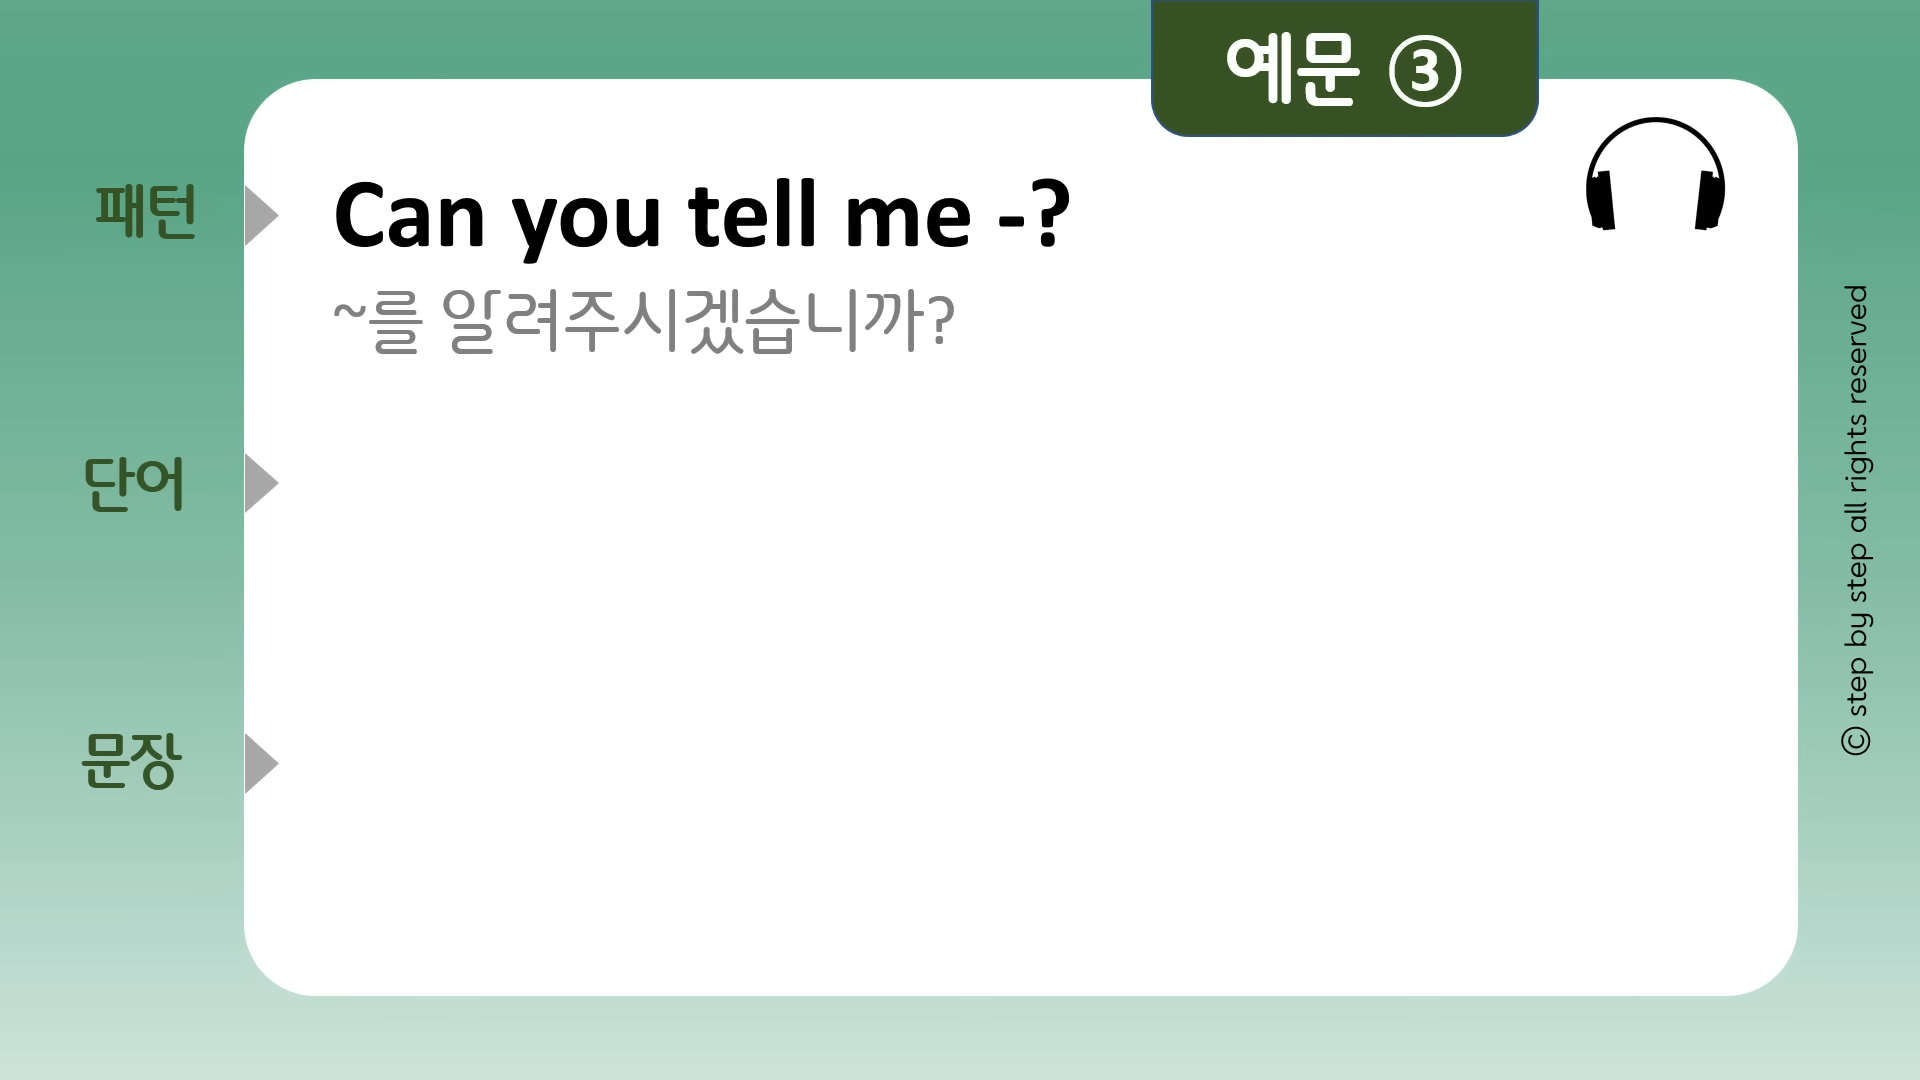 예문 ③
패턴
Can you tell me -?
~를 알려주시겠습니까?
단어
문장
© step by step all rights reserved